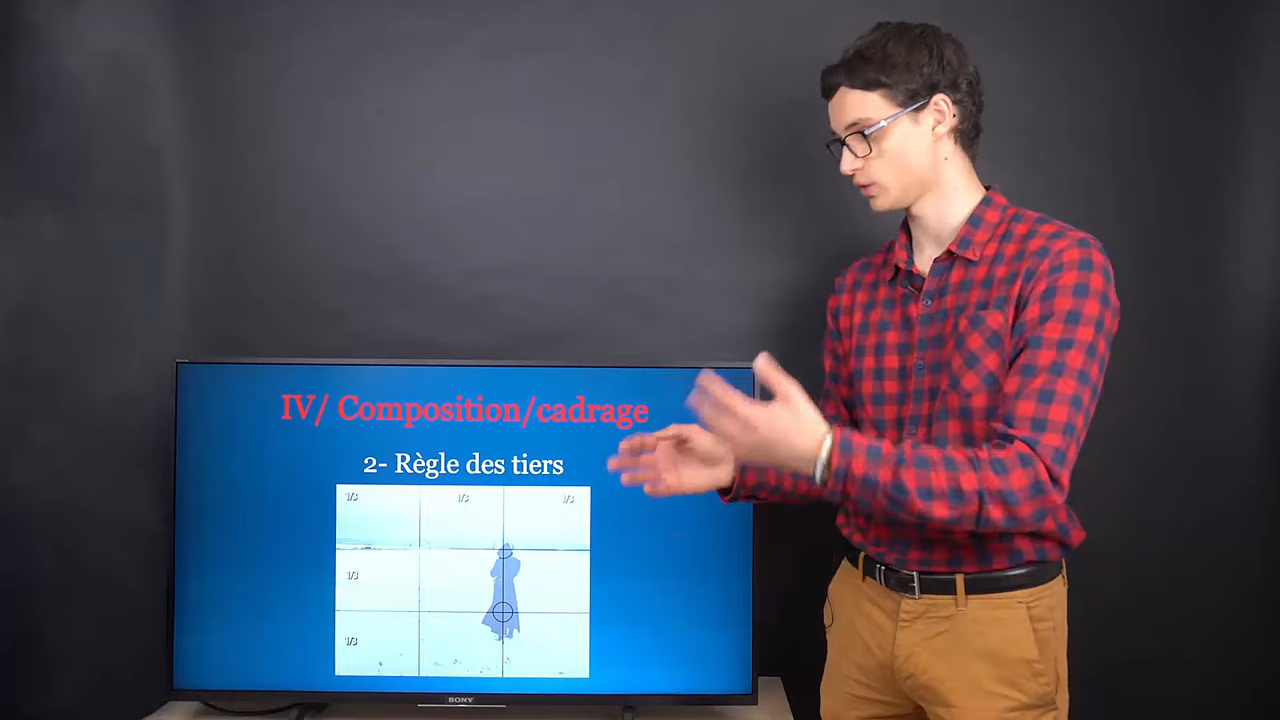 IV/ Composition/cadrage
2- Règle des tiers
1/3 1/3 1/3
1/3
1/3
SONY